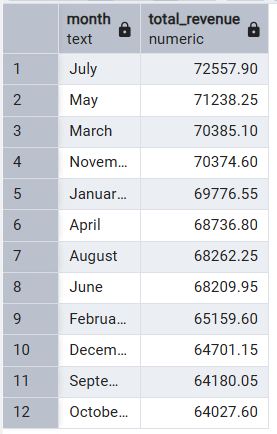 month total_revenue
text numeric
1 July 72557.90
2 May 71238.25
3 March 70385.10
4 Novem... 70374.60
5 Januar... 69776.55
6 April 68736.80
7 August 68262.25
8 June 68209.95
9 Februa... 65159.60
10 Decem... 64701.15
11 Septe... 64180.05
12 Octobe... 64027.60